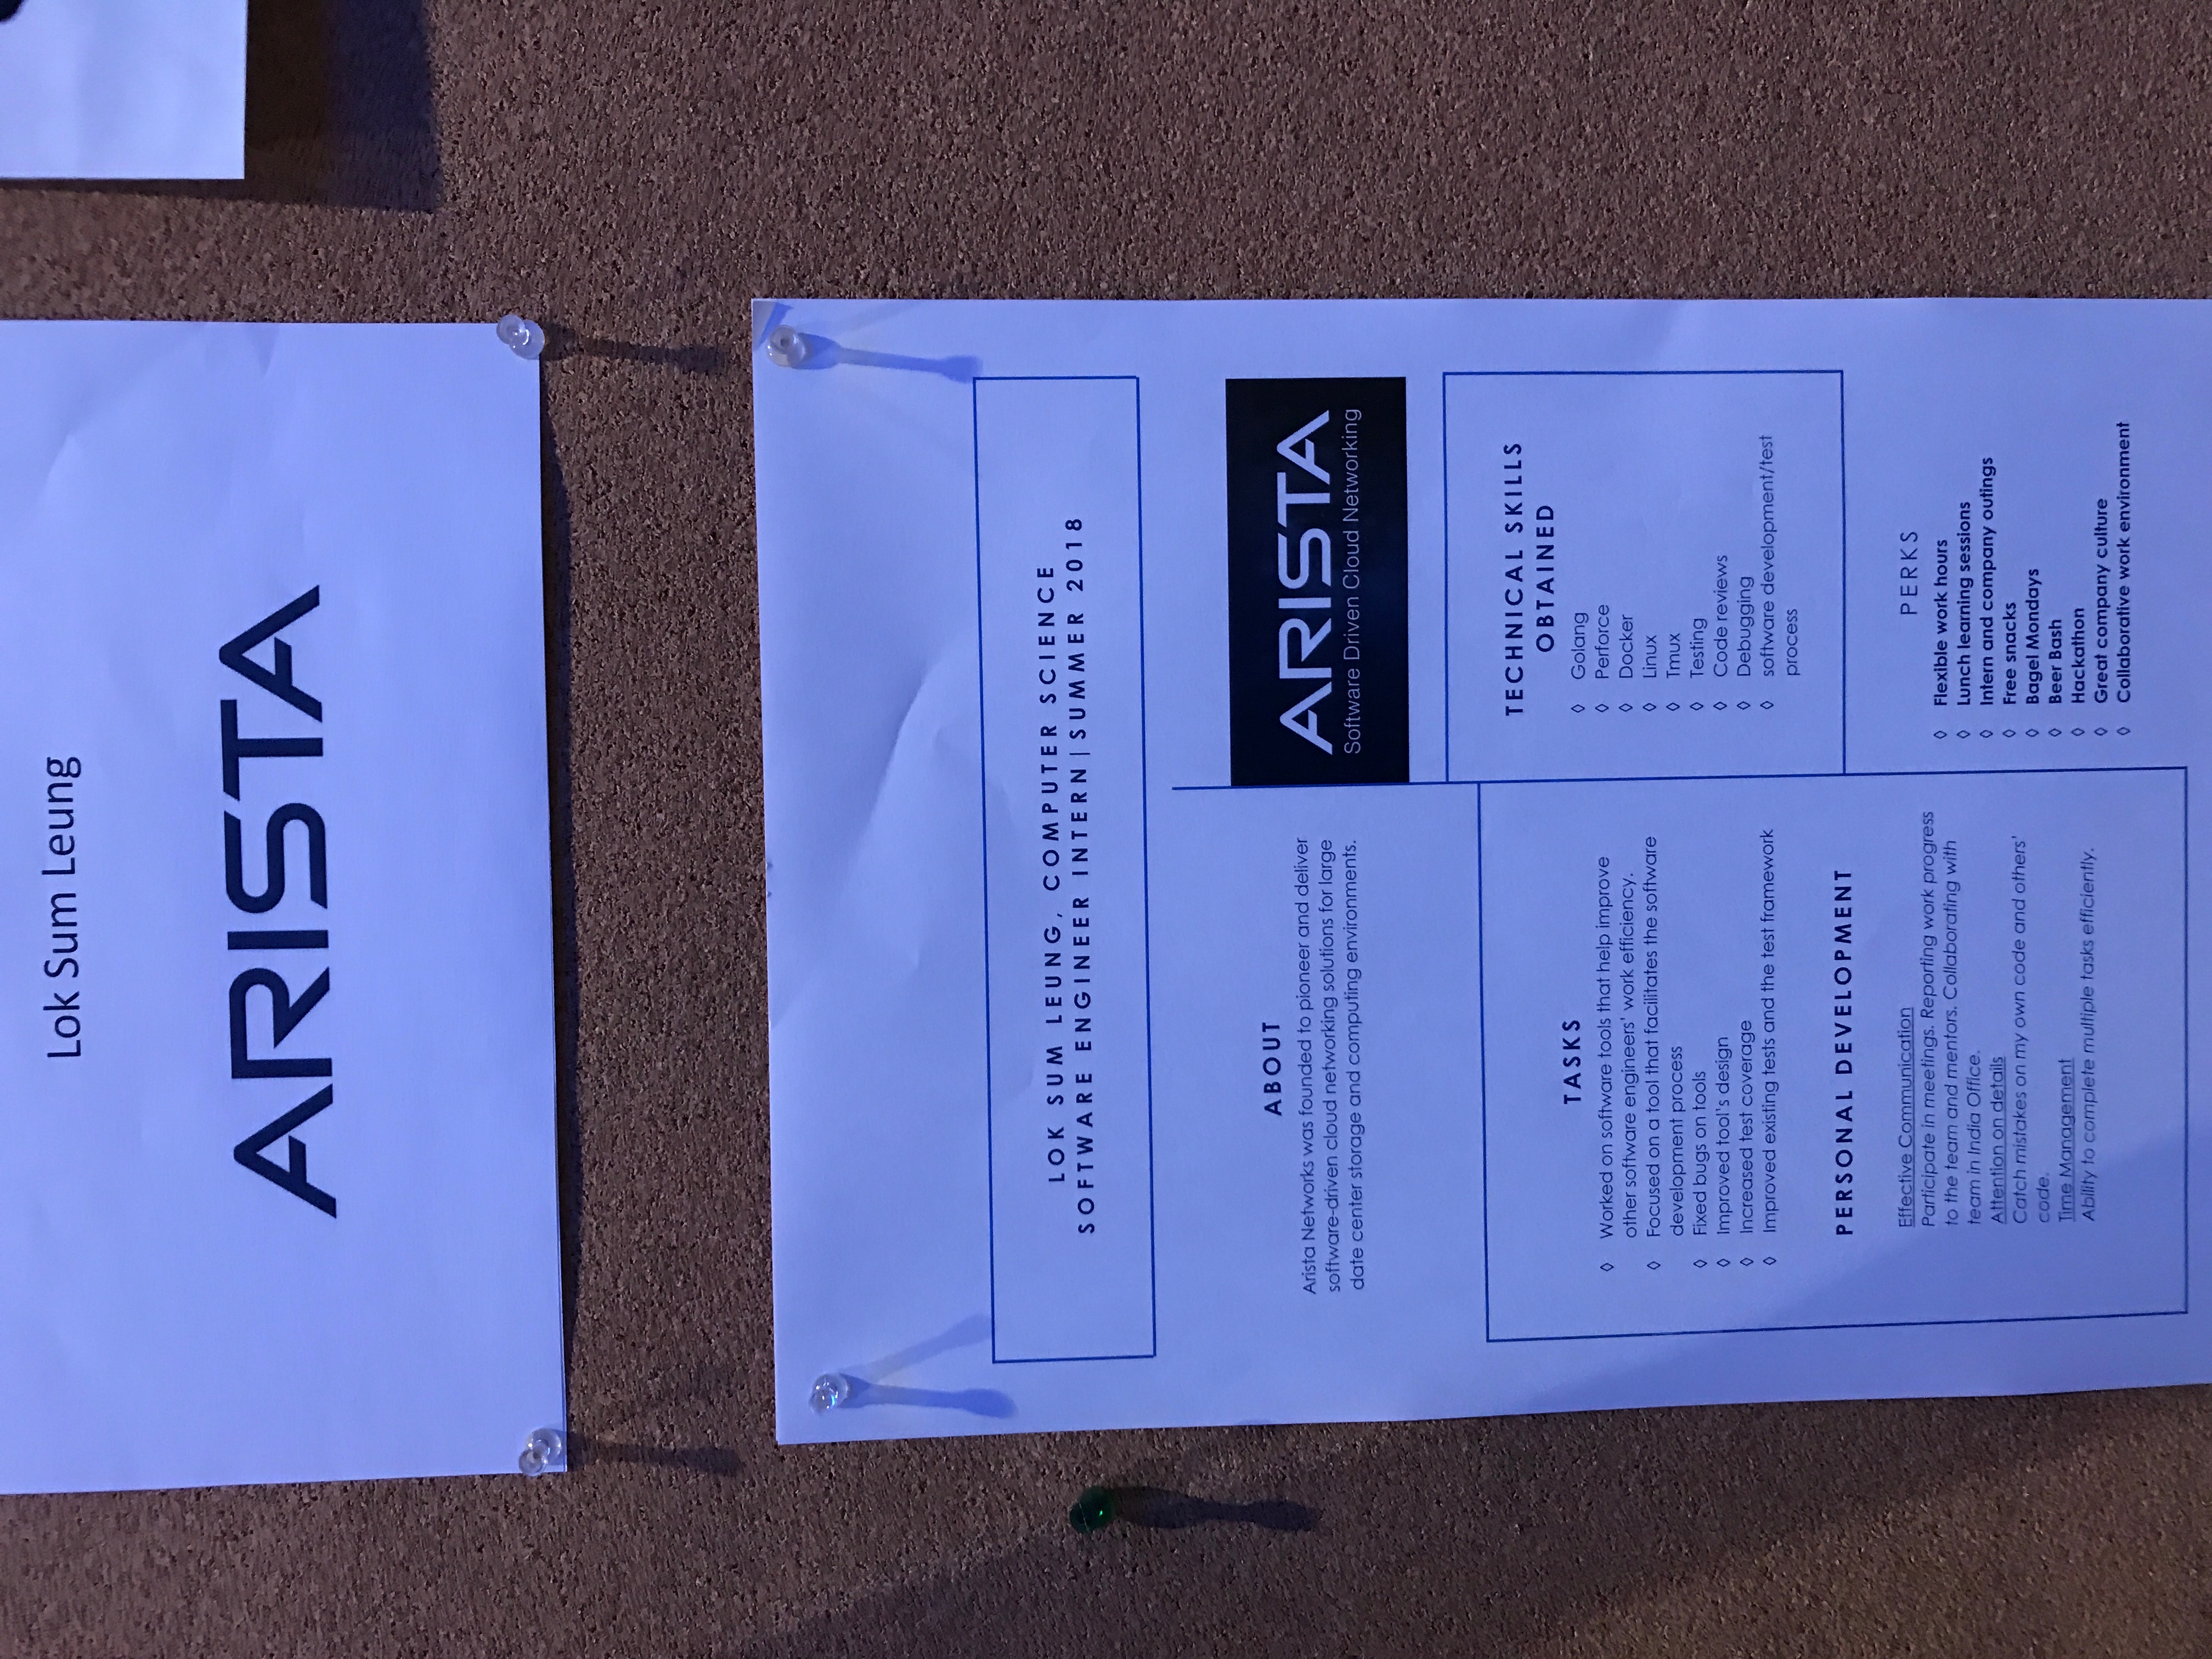 Lok Sum Leung
ARISTA
LOK SUM LEUNG, COMPUTER SCIENCE
SOFTWARE ENGINEER INTERN|SUMMER 2018
ABOUT
Arista Networks was founded to pioneer and deliver
software-driven cloud networking solutions for large
date center storage and computing environments.
ARISTA
Software Driven Cloud Networking
TASKS
◊ Worked on software tools that help improve
other software engineers' work efficiency.
◊ Focused on a tool that facilitates the software
development process
◊ Fixed bugs on tools
◊ Improved tool's design
◊ Increased test coverage
◊ Improved existing tests and the test framework
PERSONAL DEVELOPMENT
Effective Communication
Participate in meetings. Reporting work progress
to the team and mentors. Collaborating with
team in India Office.
Attention on details
Catch mistakes on my own code and others'
code.
Time Management
Ability to complete multiple tasks efficiently.
TECHNICAL SKILLS
OBTAINED
◊ Golang
◊ Perforce
◊ Docker
◊ Linux
◊ Tmux
◊ Testing
◊ Code reviews
◊ Debugging
◊ software development/test
process
PERKS
◊ Flexible work hours
◊ Lunch learning sessions
◊ Intern and company outings
◊ Free snacks
◊ Bagel Mondays
◊ Beer Bash
◊ Hackathon
◊ Great company culture
◊ Collaborative work environment